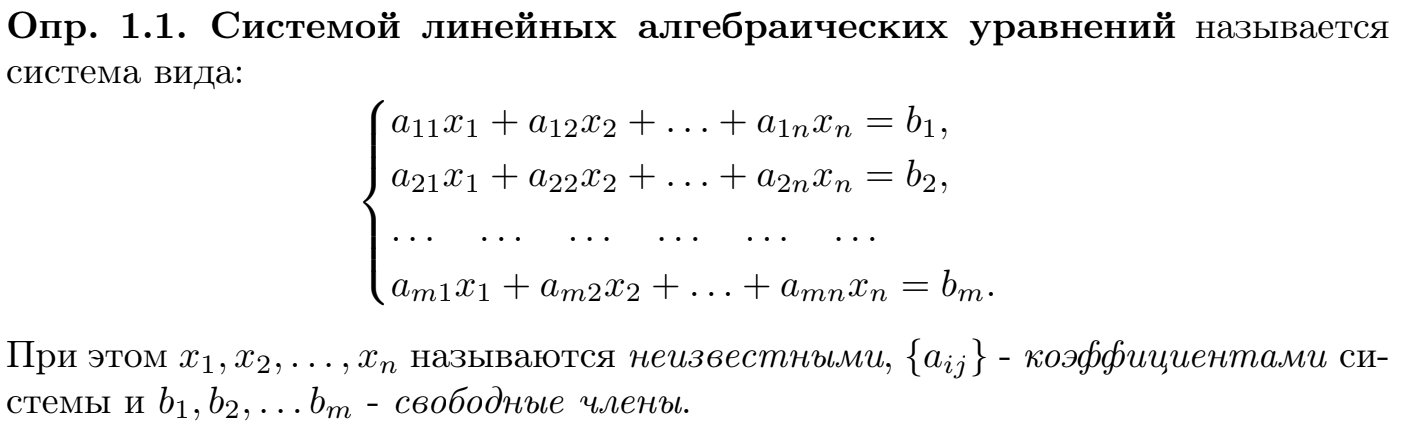 Опр. 1.1. Системой линейных алгебраических уравнений называется
система вида:
a₁₁x₁ + a₁₂x₂ + … + a₁ₙxₙ = b₁,
a₂₁x₁ + a₂₂x₂ + … + a₂ₙxₙ = b₂,
… … … … … …
aₘ₁x₁ + aₘ₂x₂ + … + aₘₙxₙ = bₘ.
При этом x₁, x₂, … , xₙ называются неизвестными, {aᵢⱼ} - коэффициентами си-
стемы и b₁, b₂, … bₘ - свободные члены.